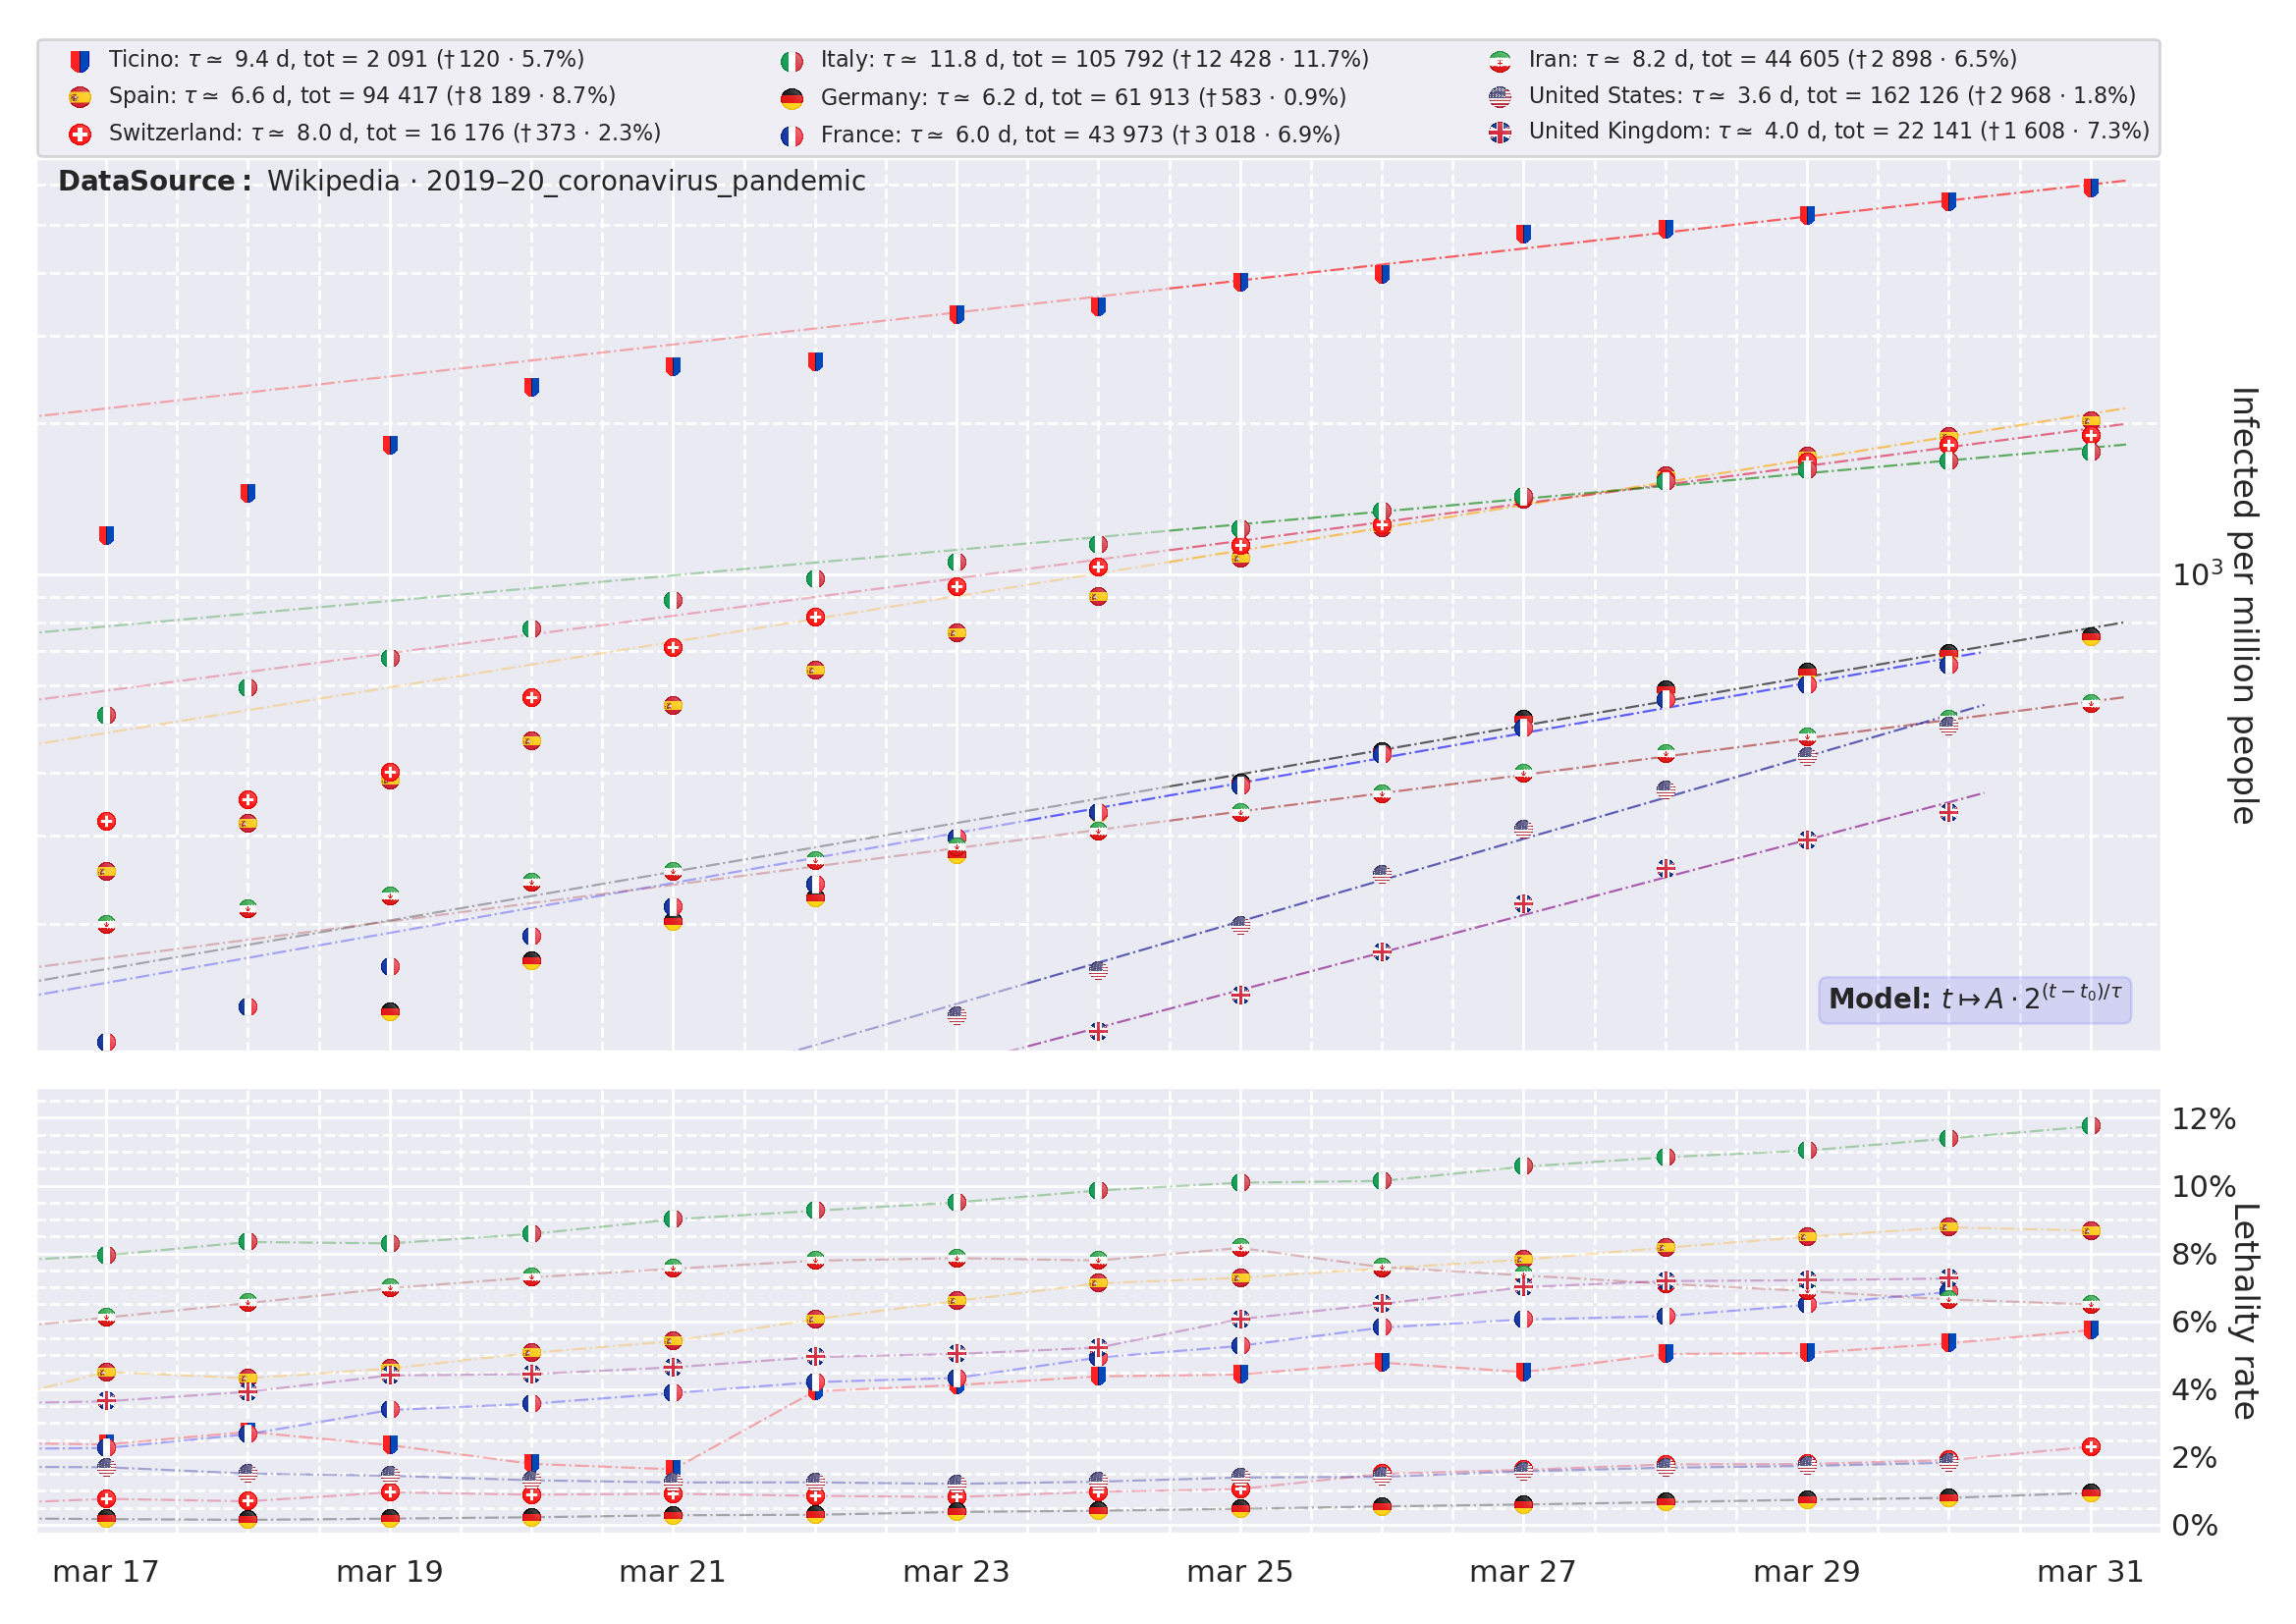 Ticino: τ ≃ 9.4 d, tot = 2 091 (†120 · 5.7%)
Spain: τ ≃ 6.6 d, tot = 94 417 (†8 189 · 8.7%)
Switzerland: τ ≃ 8.0 d, tot = 16 176 (†373 · 2.3%)
Italy: τ ≃ 11.8 d, tot = 105 792 (†12 428 · 11.7%)
Germany: τ ≃ 6.2 d, tot = 61 913 (†583 · 0.9%)
France: τ ≃ 6.0 d, tot = 43 973 (†3 018 · 6.9%)
Iran: τ ≃ 8.2 d, tot = 44 605 (†2 898 · 6.5%)
United States: τ ≃ 3.6 d, tot = 162 126 (†2 968 · 1.8%)
United Kingdom: τ ≃ 4.0 d, tot = 22 141 (†1 608 · 7.3%)
DataSource: Wikipedia · 2019–20_coronavirus_pandemic
Infected per million people
10³
Model: t ↦ A · 2^{(t − t₀)/τ}
12%
10%
8%
6%
4%
2%
0%
Lethality rate
mar 17
mar 19
mar 21
mar 23
mar 25
mar 27
mar 29
mar 31